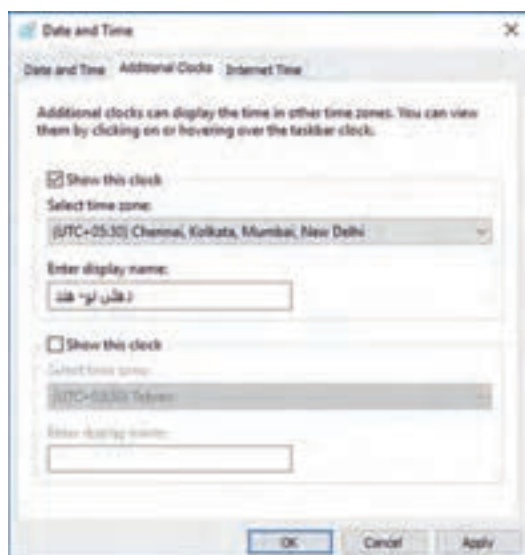 Date and Time
Date and Time Additional Clocks Internet Time
Additional clocks can display the time in other time zones. You can view
them by clicking on or hovering over the taskbar clock.
Show this clock
Select time zone:
(UTC+05:30) Chennai, Kolkata, Mumbai, New Delhi
Enter display name:
دهلی نو- هند
Show this clock
Select time zone:
(UTC+03:30) Tehran
Enter display name:
OK Cancel Apply